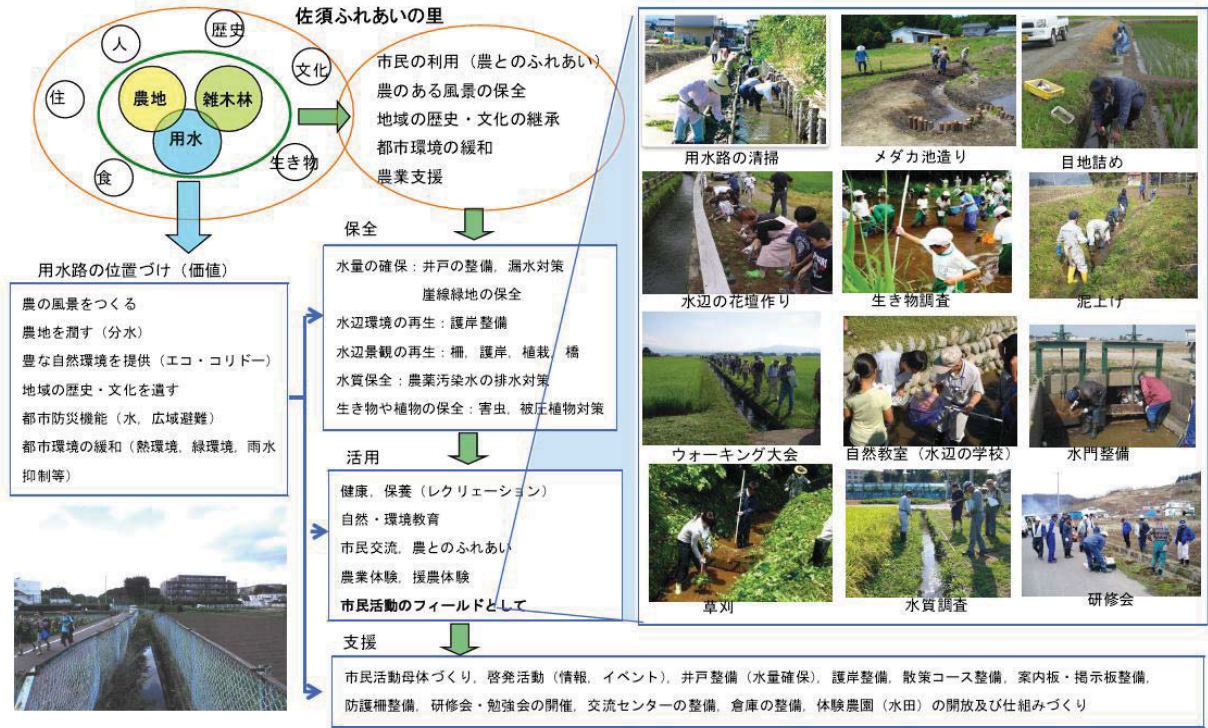 佐須ふれあいの里
人
歴史
文化
住
食
生き物
農地
雑木林
用水
市民の利用（農とのふれあい）
農のある風景の保全
地域の歴史・文化の継承
都市環境の緩和
農業支援
用水路の位置づけ（価値）
農の風景をつくる
農地を潤す（分水）
豊な自然環境を提供（エコ・コリドー）
地域の歴史・文化を遺す
都市防災機能（水，広域避難）
都市環境の緩和（熱環境，緑環境，雨水
抑制等）
保全
水量の確保：井戸の整備，漏水対策
崖線緑地の保全
水辺環境の再生：護岸整備
水辺景観の再生：柵，護岸，植栽，橋
水質保全：農薬汚染水の排水対策
生き物や植物の保全：害虫，被圧植物対策
活用
健康，保養（レクリェーション）
自然・環境教育
市民交流，農とのふれあい
農業体験，援農体験
市民活動のフィールドとして
支援
市民活動母体づくり，啓発活動（情報，イベント），井戸整備（水量確保），護岸整備，散策コース整備，案内板・掲示板整備，
防護柵整備，研修会・勉強会の開催，交流センターの整備，倉庫の整備，体験農園（水田）の開放及び仕組みづくり
用水路の清掃
メダカ池造り
目地詰め
水辺の花壇作り
生き物調査
泥上げ
ウォーキング大会
自然教室（水辺の学校）
水門整備
草刈
水質調査
研修会